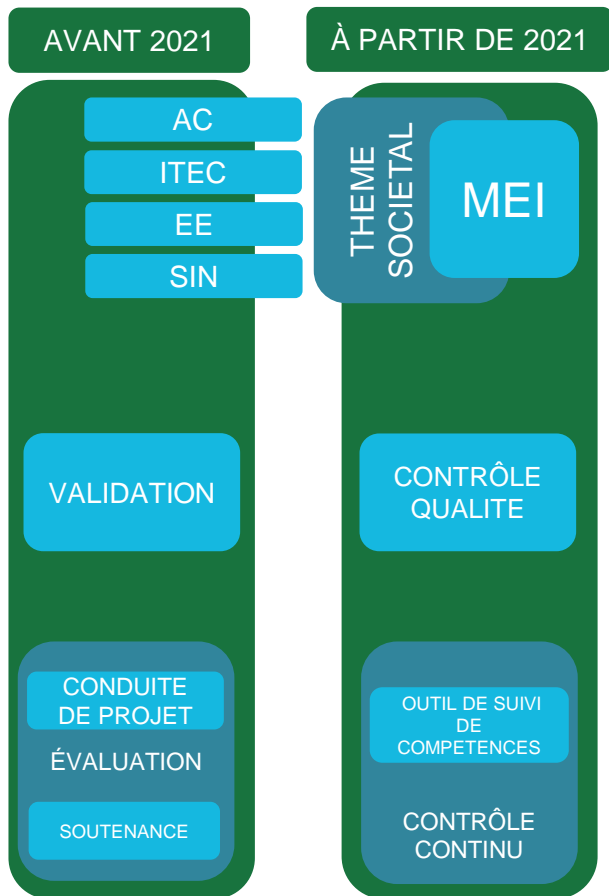 AVANT 2021
À PARTIR DE 2021
AC
ITEC
EE
SIN
THEME
SOCIETAL
MEI
VALIDATION
CONTRÔLE
QUALITE
CONDUITE
DE PROJET
ÉVALUATION
SOUTENANCE
OUTIL DE SUIVI
DE
COMPETENCES
CONTRÔLE
CONTINU